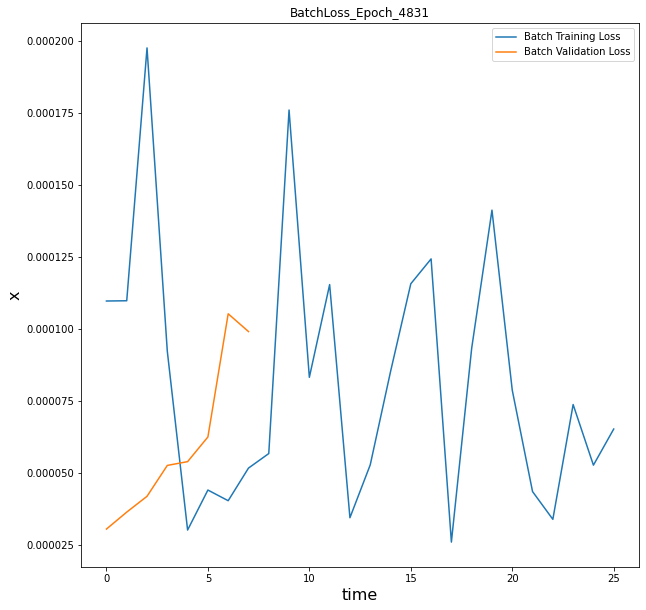 BatchLoss_Epoch_4831
Batch Training Loss
Batch Validation Loss
0.000200
0.000175
0.000150
0.000125
0.000100
0.000075
0.000050
0.000025
x
0 5 10 15 20 25
time